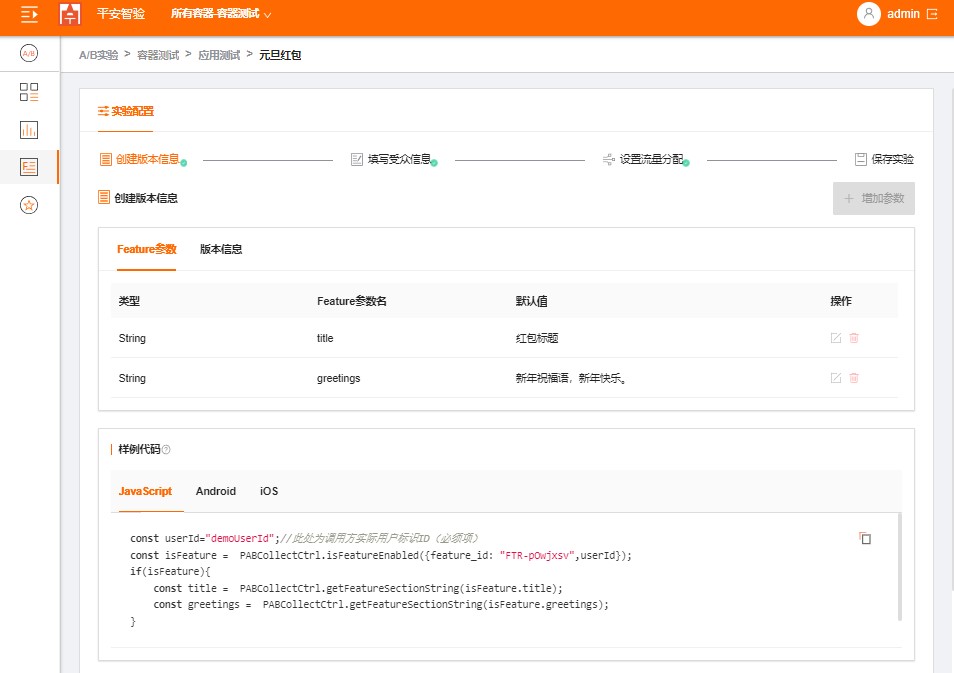 平安智验 所有容器-容器测试 admin
A/B
A/B实验 > 容器测试 > 应用测试 > 元旦红包
实验配置
创建版本信息 填写受众信息 设置流量分配 保存实验
创建版本信息 + 增加参数
Feature参数 版本信息
类型 Feature参数名 默认值 操作
String title 红包标题
String greetings 新年祝福语，新年快乐。
样例代码
JavaScript Android iOS
const userId="demoUserId";//此处为调用方实际用户标识ID（必须项）
const isFeature = PABCollectCtrl.isFeatureEnabled({feature_id: "FTR-pOwjxsv",userId});
if(isFeature){
const title = PABCollectCtrl.getFeatureSectionString(isFeature.title);
const greetings = PABCollectCtrl.getFeatureSectionString(isFeature.greetings);
}